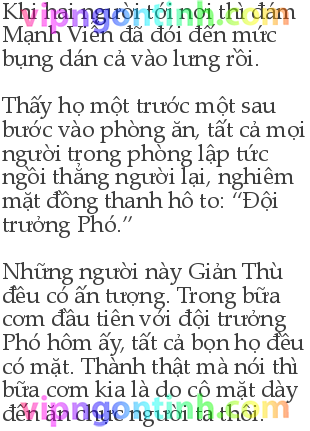 Khi hai người tới nơi thì đám
Mạnh Viễn đã đói đến mức
bụng dán cả vào lưng rồi.
Thấy họ một trước một sau
bước vào phòng ăn, tất cả mọi
người trong phòng lập tức
ngồi thẳng người lại, nghiêm
mặt đồng thanh hô to: “Đội
trưởng Phó.”
Những người này Giản Thù
đều có ấn tượng. Trong bữa
cơm đầu tiên với đội trưởng
Phó hôm ấy, tất cả bọn họ đều
có mặt. Thành thật mà nói thì
bữa cơm kia là do cô mặt dày
đến ăn chực người ta thôi.
vipngontinh.com
vipngontinh.com